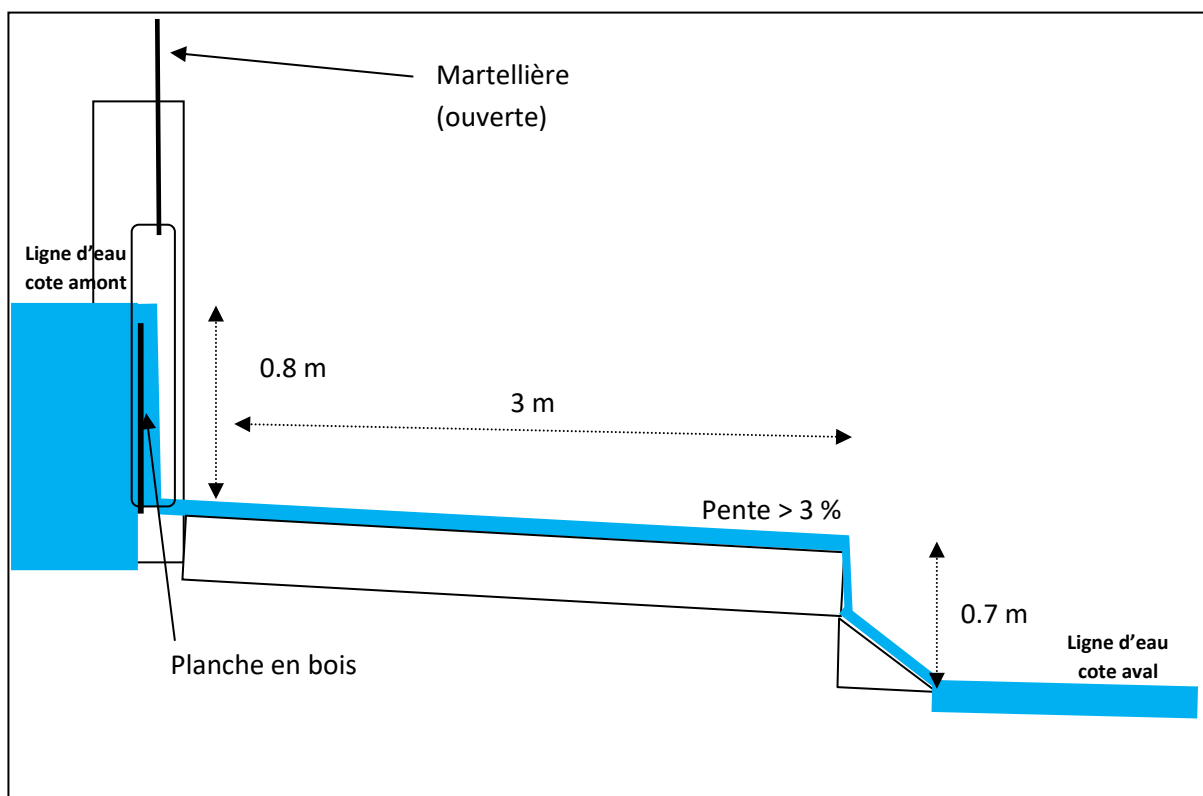 Martellière
(ouverte)
Ligne d’eau
cote amont
0.8 m
3 m
Pente > 3 %
0.7 m
Planche en bois
Ligne d’eau
cote aval